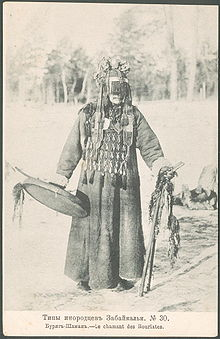 Типы инородцевъ Забайкалья. № 30.
Бурятъ-Шаманъ.—Le chamant des Bouriates.